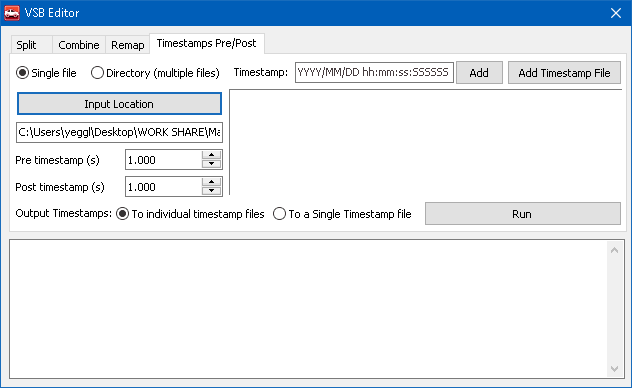 VSB Editor
Split Combine Remap Timestamps Pre/Post
Single file Directory (multiple files) Timestamp: YYYY/MM/DD hh:mm:ss:SSSSSS Add Add Timestamp File
Input Location
C:\Users\yeggl\Desktop\WORK SHARE\Ma
Pre timestamp (s) 1.000
Post timestamp (s) 1.000
Output Timestamps: To individual timestamp files To a Single Timestamp file Run